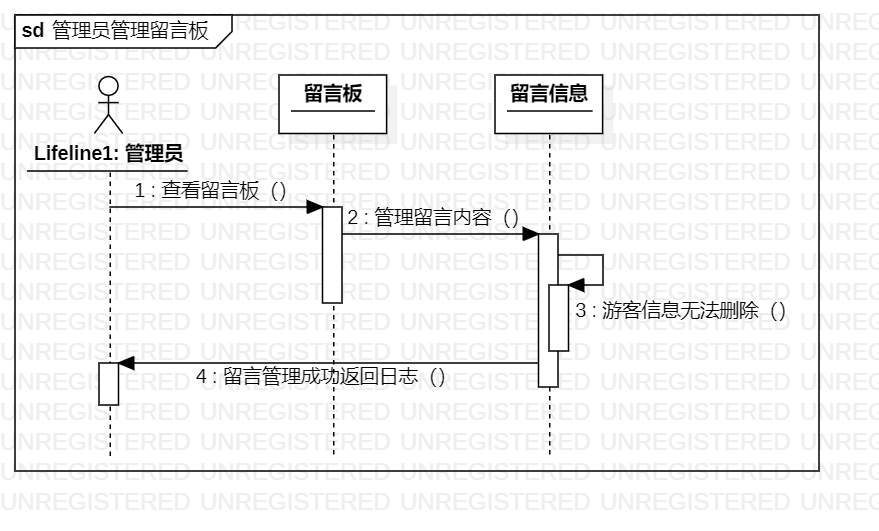 sd 管理员管理留言板
留言板
留言信息
Lifeline1: 管理员
1 : 查看留言板（）
2 : 管理留言内容（）
3 : 游客信息无法删除（）
4 : 留言管理成功返回日志（）
UNREGISTERED UNREGISTERED UNREGISTERED UNREGISTERED UNREGISTERED